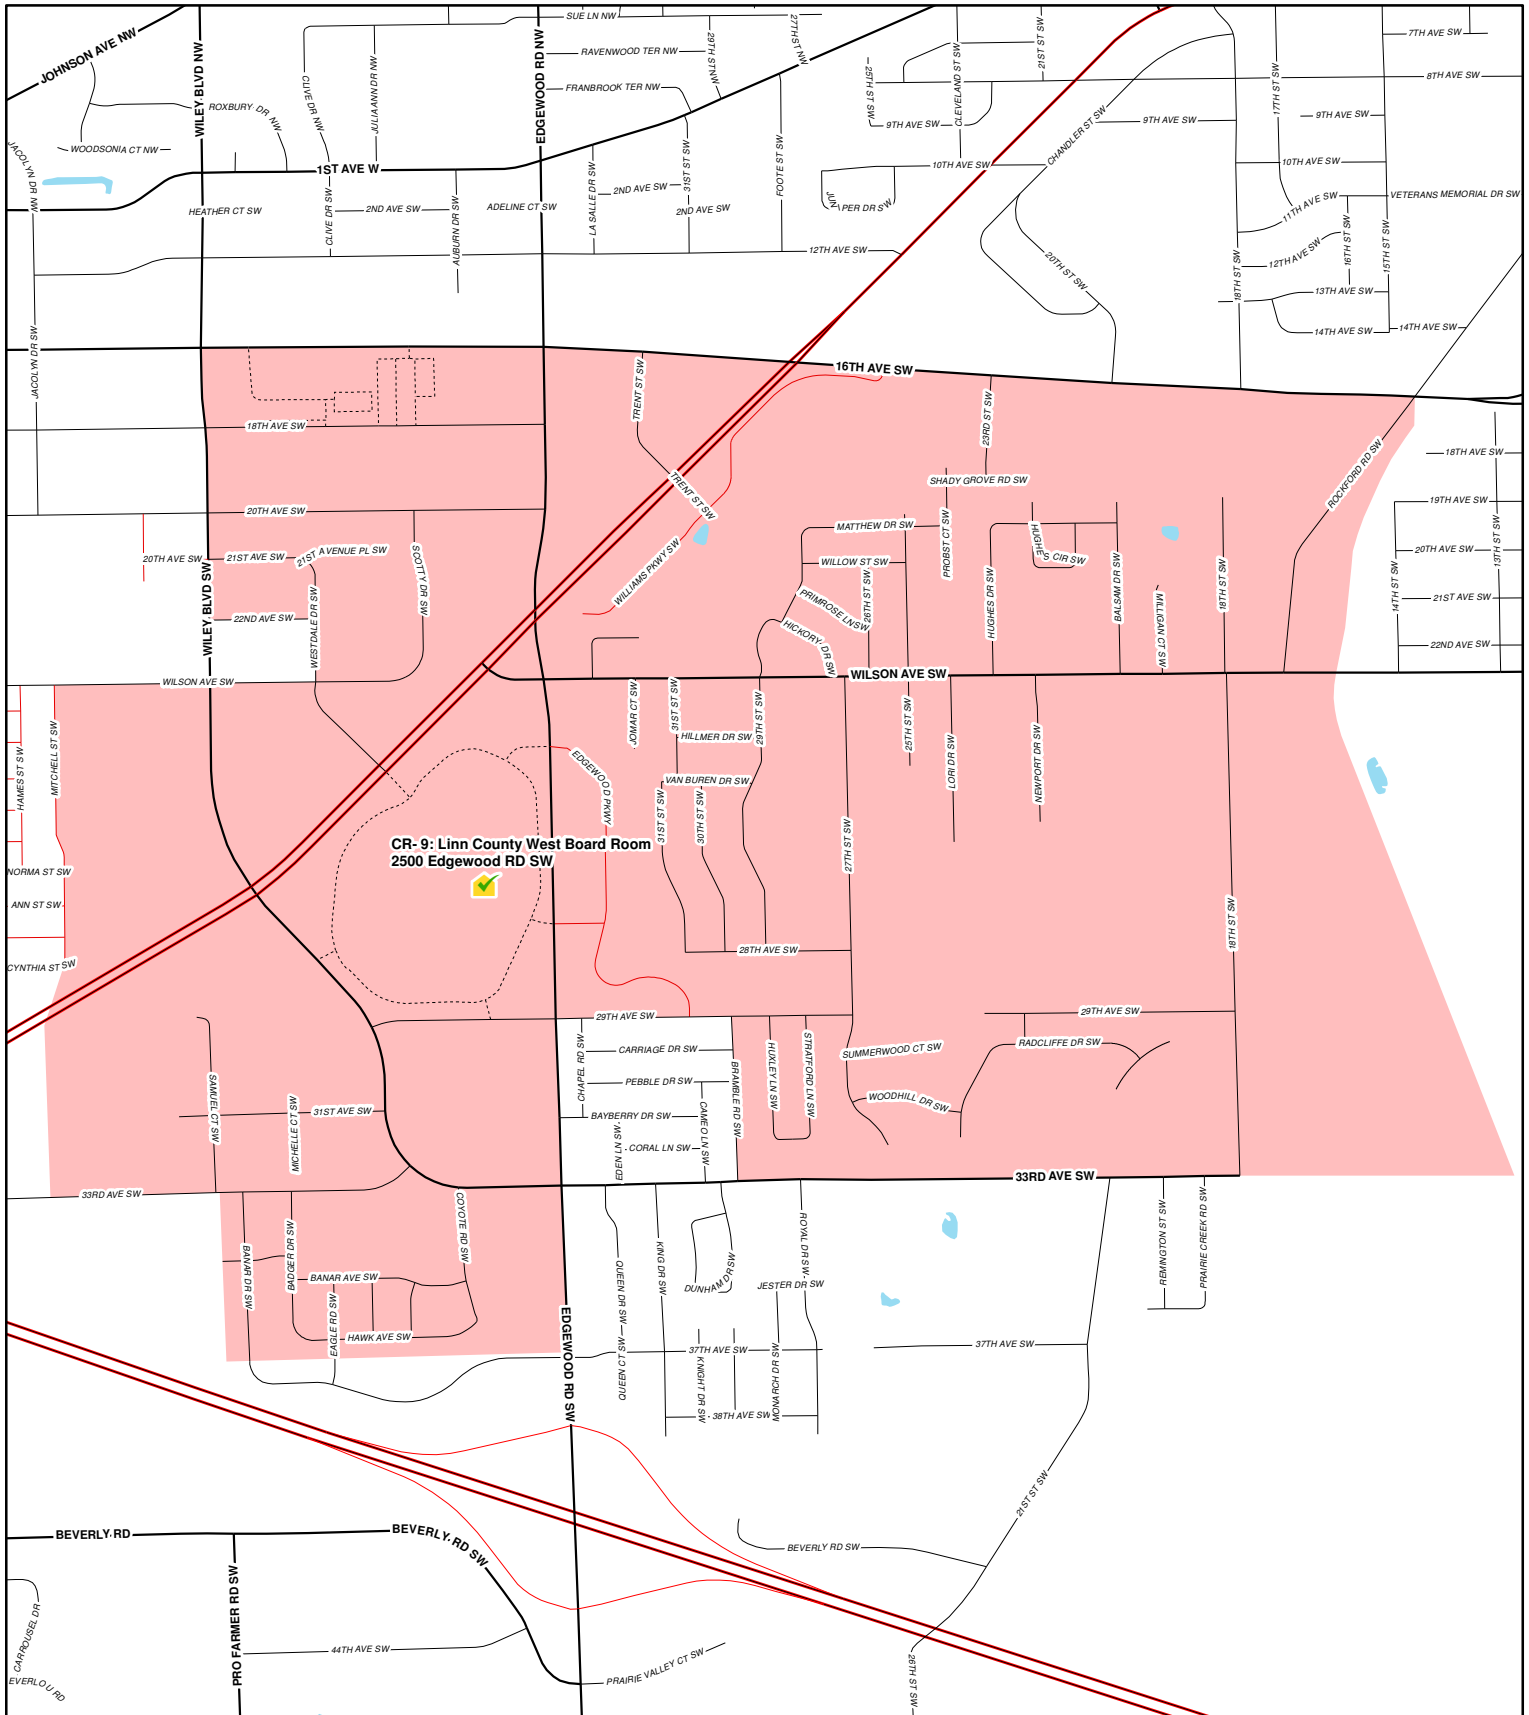 SUE LN NW
27TH ST NW
29TH ST NW
RAVENWOOD TER NW
FRANBROOK TER NW
JOHNSON AVE NW
WILEY BLVD NW
CLIVE DR NW
JULIA ANN DR NW
EDGEWOOD RD NW
ROXBURY DR NW
WOODSONIA CT NW
JACOLYN DR NW
1ST AVE W
HEATHER CT SW
CLIVE DR SW
2ND AVE SW
AUBURN DR SW
ADELINE CT SW
LA SALLE DR SW
2ND AVE SW
31ST ST SW
2ND AVE SW
FOOTE ST SW
12TH AVE SW
25TH ST SW
9TH AVE SW
CLEVELAND ST SW
21ST ST SW
10TH AVE SW
JUNIPER DR SW
CHANDLER ST SW
20TH ST SW
7TH AVE SW
8TH AVE SW
17TH ST SW
9TH AVE SW
9TH AVE SW
10TH AVE SW
11TH AVE SW
VETERANS MEMORIAL DR SW
12TH AVE SW
16TH ST SW
15TH ST SW
18TH ST SW
13TH AVE SW
14TH AVE SW
14TH AVE SW
JACOLYN DR SW
16TH AVE SW
TRENT ST SW
23RD ST SW
18TH AVE SW
ROCKFORD RD SW
18TH AVE SW
SHADY GROVE RD SW
TRENT ST SW
20TH AVE SW
19TH AVE SW
MATTHEW DR SW
PROBST CT SW
HUGHES CIR SW
13TH ST SW
20TH AVE SW
21ST AVE SW
21ST AVENUE PL SW
SCOTTY DR SW
20TH AVE SW
WILLOW ST SW
WILLIAMS PKWY SW
WILEY BLVD SW
WESTDALE DR SW
22ND AVE SW
PRIMROSE LN SW
26TH ST SW
HICKORY DR SW
HUGHES DR SW
BALSAM DR SW
MILLIGAN CT SW
18TH ST SW
14TH ST SW
21ST AVE SW
22ND AVE SW
WILSON AVE SW
WILSON AVE SW
HAMES ST SW
MITCHELL ST SW
JOMAR CT SW
31ST ST SW
HILLMER DR SW
29TH ST SW
25TH ST SW
LORI DR SW
NEWPORT DR SW
EDGEWOOD PKWY
VAN BUREN DR SW
31ST ST SW
30TH ST SW
27TH ST SW
CR- 9: Linn County West Board Room
2500 Edgewood RD SW
NORMA ST SW
ANN ST SW
CYNTHIA ST SW
28TH AVE SW
18TH ST SW
29TH AVE SW
29TH AVE SW
CHAPEL RD SW
CARRIAGE DR SW
PEBBLE DR SW
BAYBERRY DR SW
CORAL LN SW
EDEN LN SW
CAMEO LN SW
BRAMBLE RD SW
HUXLEY LN SW
STRATFORD LN SW
SUMMERWOOD CT SW
RADCLIFFE DR SW
WOODHILL DR SW
SAMUEL CT SW
MICHELLE CT SW
31ST AVE SW
33RD AVE SW
33RD AVE SW
BANAR DR SW
BADGER DR SW
COYOTE RD SW
BANAR AVE SW
EAGLE RD SW
HAWK AVE SW
EDGEWOOD RD SW
QUEEN DR SW
QUEEN CT SW
KING DR SW
DUNHAM DR SW
ROYAL DR SW
JESTER DR SW
37TH AVE SW
KNIGHT DR SW
MONARCH DR SW
38TH AVE SW
37TH AVE SW
REMINGTON ST SW
PRAIRIE CREEK RD SW
21ST ST SW
BEVERLY RD
BEVERLY RD SW
BEVERLY RD SW
PRO FARMER RD SW
44TH AVE SW
PRAIRIE VALLEY CT SW
26TH ST SW
CARROUSEL DR
EVERLOU RD